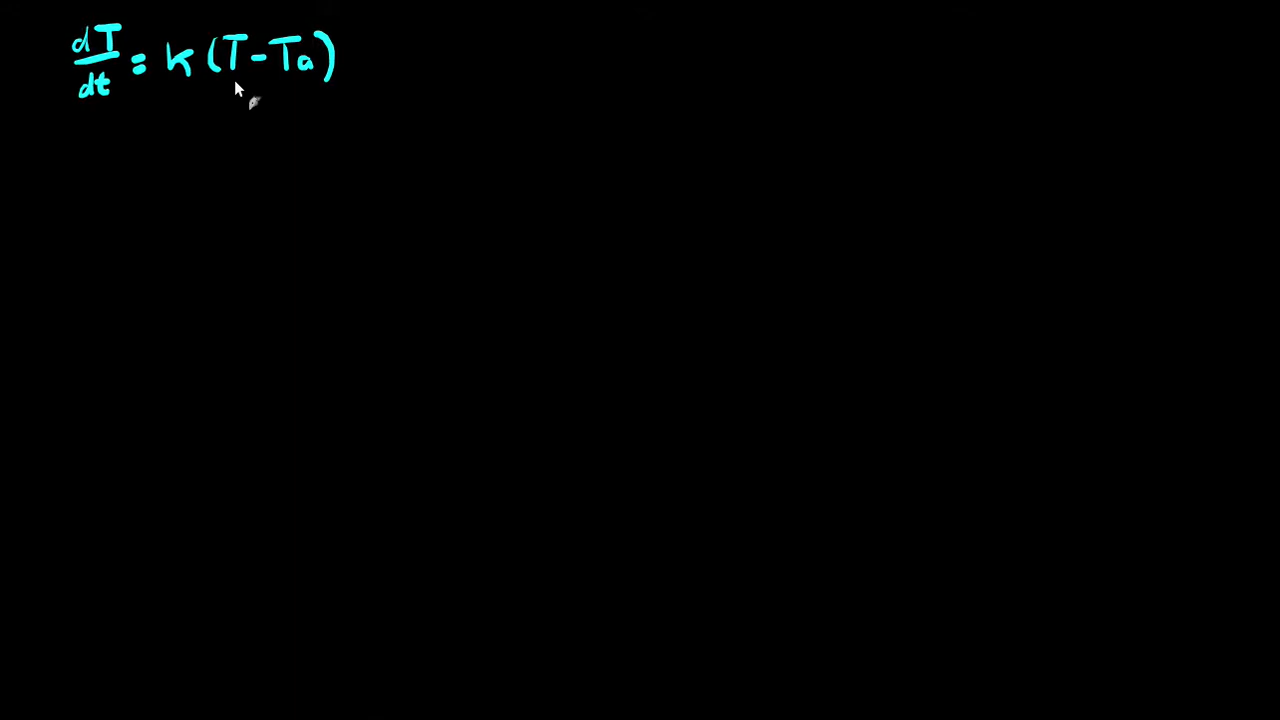 dT/dt = k (T - Ta)